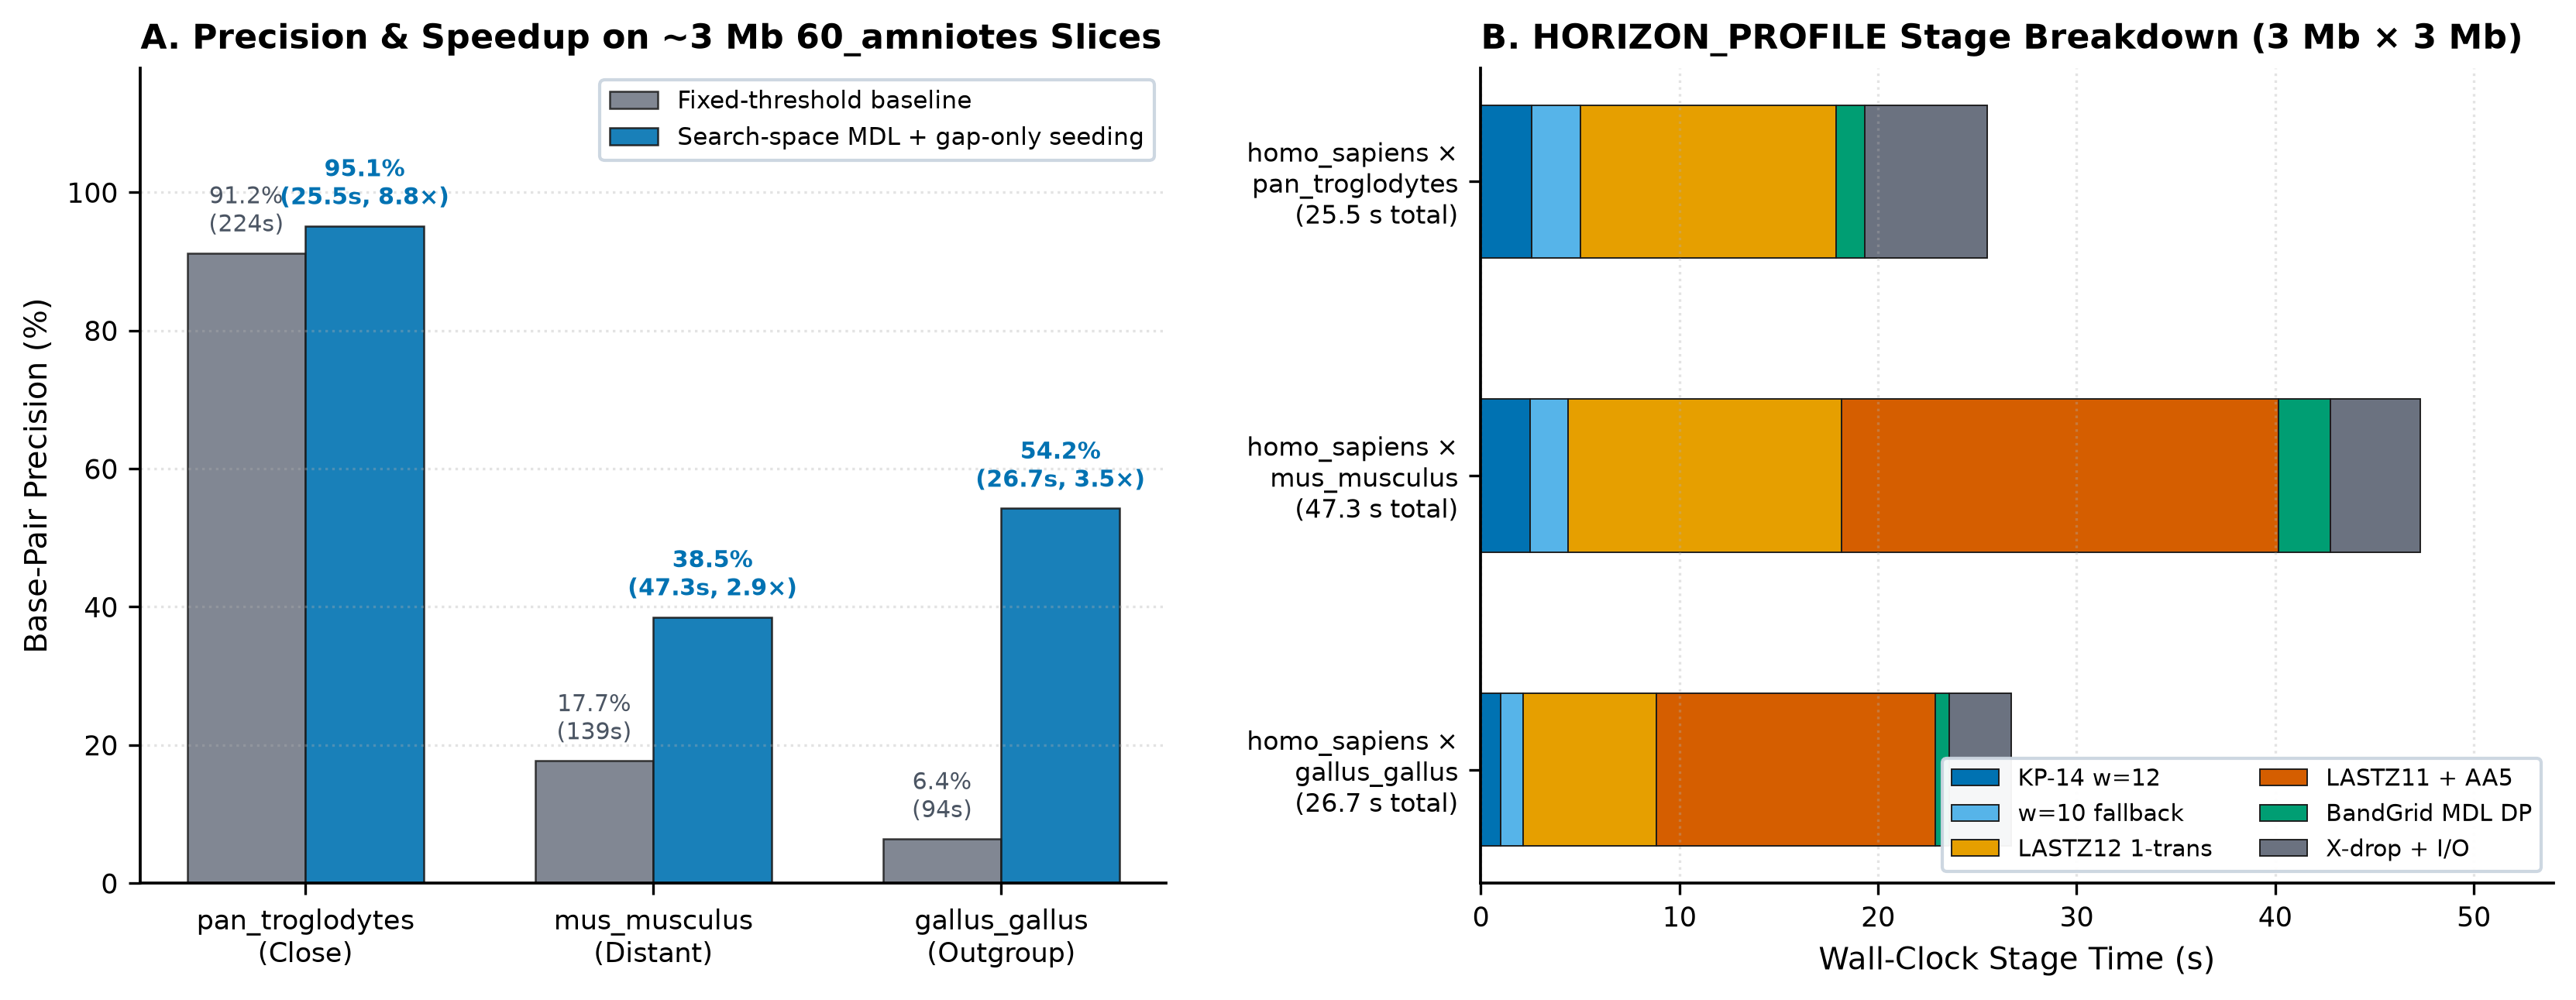 A. Precision & Speedup on ~3 Mb 60_amniotes Slices
Fixed-threshold baseline
Search-space MDL + gap-only seeding
Base-Pair Precision (%)
100
80
60
40
20
0
91.2%
(224s)
95.1%
(25.5s, 8.8×)
17.7%
(139s)
38.5%
(47.3s, 2.9×)
6.4%
(94s)
54.2%
(26.7s, 3.5×)
pan_troglodytes
(Close)
mus_musculus
(Distant)
gallus_gallus
(Outgroup)
B. HORIZON_PROFILE Stage Breakdown (3 Mb × 3 Mb)
homo_sapiens ×
pan_troglodytes
(25.5 s total)
homo_sapiens ×
mus_musculus
(47.3 s total)
homo_sapiens ×
gallus_gallus
(26.7 s total)
KP-14 w=12
w=10 fallback
LASTZ12 1-trans
LASTZ11 + AA5
BandGrid MDL DP
X-drop + I/O
0
10
20
30
40
50
Wall-Clock Stage Time (s)